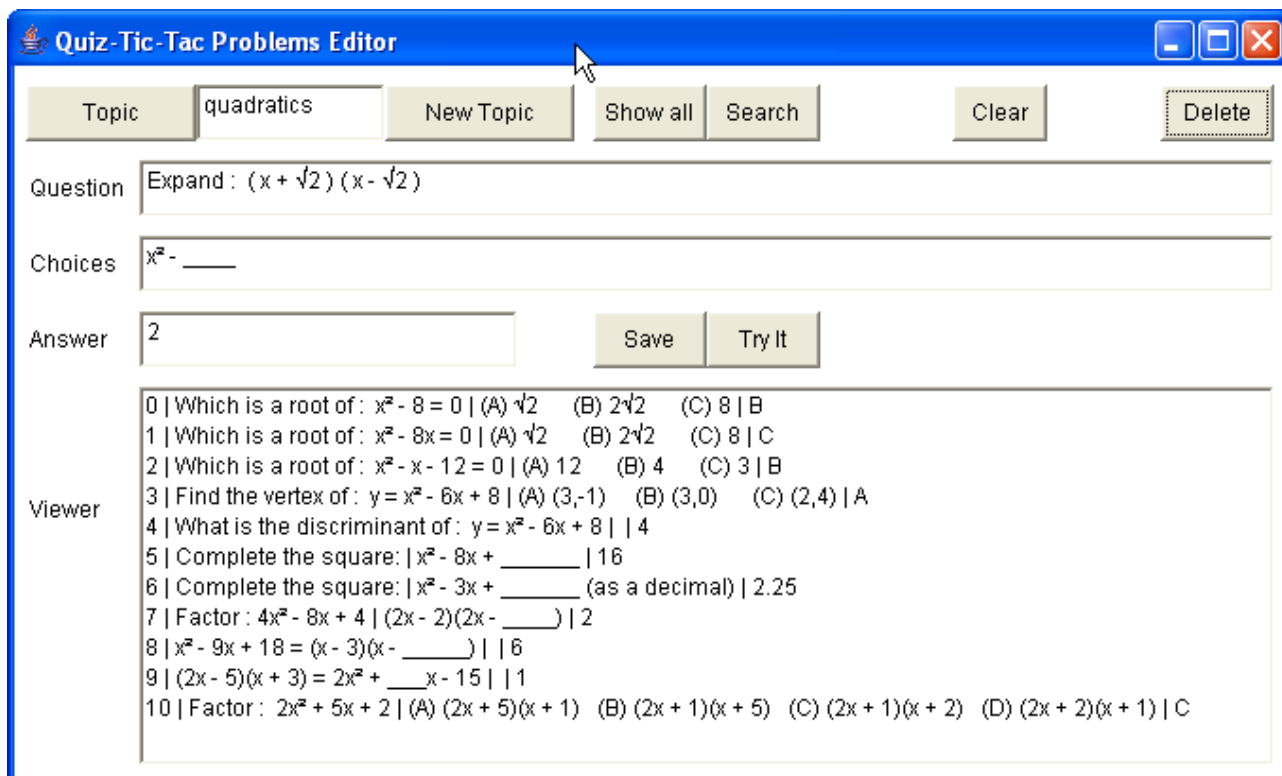 Quiz-Tic-Tac Problems Editor
Topic quadratics New Topic Show all Search Clear Delete
Question Expand : ( x + √2 ) ( x - √2 )
Choices x² - _____
Answer 2 Save Try It
Viewer
0 | Which is a root of : x² - 8 = 0 | (A) √2 (B) 2√2 (C) 8 | B
1 | Which is a root of : x² - 8x = 0 | (A) √2 (B) 2√2 (C) 8 | C
2 | Which is a root of : x² - x - 12 = 0 | (A) 12 (B) 4 (C) 3 | B
3 | Find the vertex of : y = x² - 6x + 8 | (A) (3,-1) (B) (3,0) (C) (2,4) | A
4 | What is the discriminant of : y = x² - 6x + 8 | | 4
5 | Complete the square: | x² - 8x + _______ | 16
6 | Complete the square: | x² - 3x + _______ (as a decimal) | 2.25
7 | Factor : 4x² - 8x + 4 | (2x - 2)(2x - _____) | 2
8 | x² - 9x + 18 = (x - 3)(x - ______) | | 6
9 | (2x - 5)(x + 3) = 2x² + ___x - 15 | | 1
10 | Factor : 2x² + 5x + 2 | (A) (2x + 5)(x + 1) (B) (2x + 1)(x + 5) (C) (2x + 1)(x + 2) (D) (2x + 2)(x + 1) | C